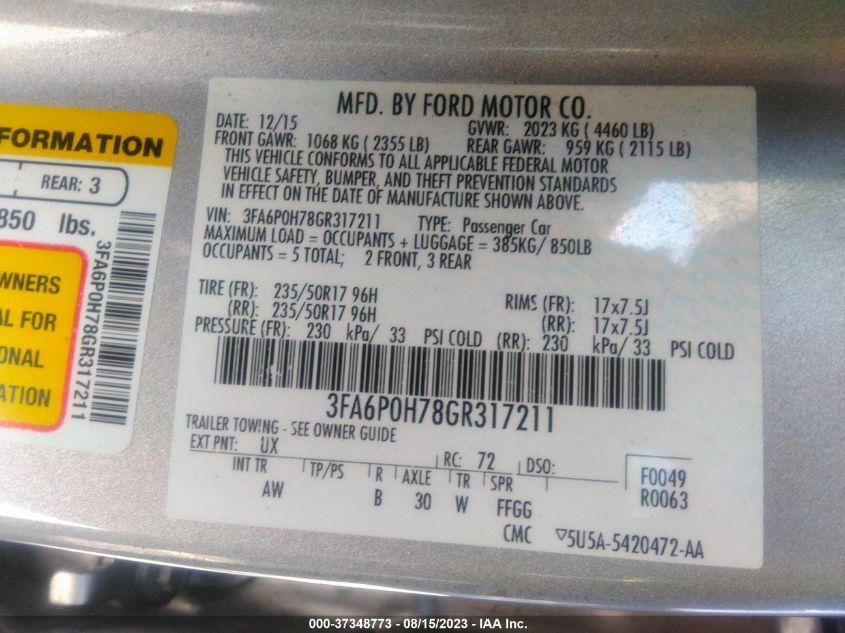 FORMATION
REAR: 3
850 lbs.
OWNERS
AL FOR
ONAL
ATION
3FA6P0H78GR317211
MFD. BY FORD MOTOR CO.
DATE: 12/15 GVWR: 2023 KG ( 4460 LB)
FRONT GAWR: 1068 KG ( 2355 LB) REAR GAWR: 959 KG ( 2115 LB)
THIS VEHICLE CONFORMS TO ALL APPLICABLE FEDERAL MOTOR
VEHICLE SAFETY, BUMPER, AND THEFT PREVENTION STANDARDS
IN EFFECT ON THE DATE OF MANUFACTURE SHOWN ABOVE.
VIN: 3FA6P0H78GR317211 TYPE: Passenger Car
MAXIMUM LOAD = OCCUPANTS + LUGGAGE = 385KG/ 850LB
OCCUPANTS = 5 TOTAL; 2 FRONT, 3 REAR
TIRE (FR): 235/50R17 96H RIMS (FR): 17x7.5J
(RR): 235/50R17 96H (RR): 17x7.5J
PRESSURE (FR): 230 kPa/ 33 PSI COLD (RR): 230 kPa/ 33 PSI COLD
3FA6P0H78GR317211
TRAILER TOWING - SEE OWNER GUIDE
EXT PNT: UX RC: 72 DSO:
INT TR TP/PS R AXLE TR SPR F0049
AW B 30 W FFGG R0063
CMC ▽5U5A-5420472-AA
000-37348773 - 08/15/2023 - IAA Inc.